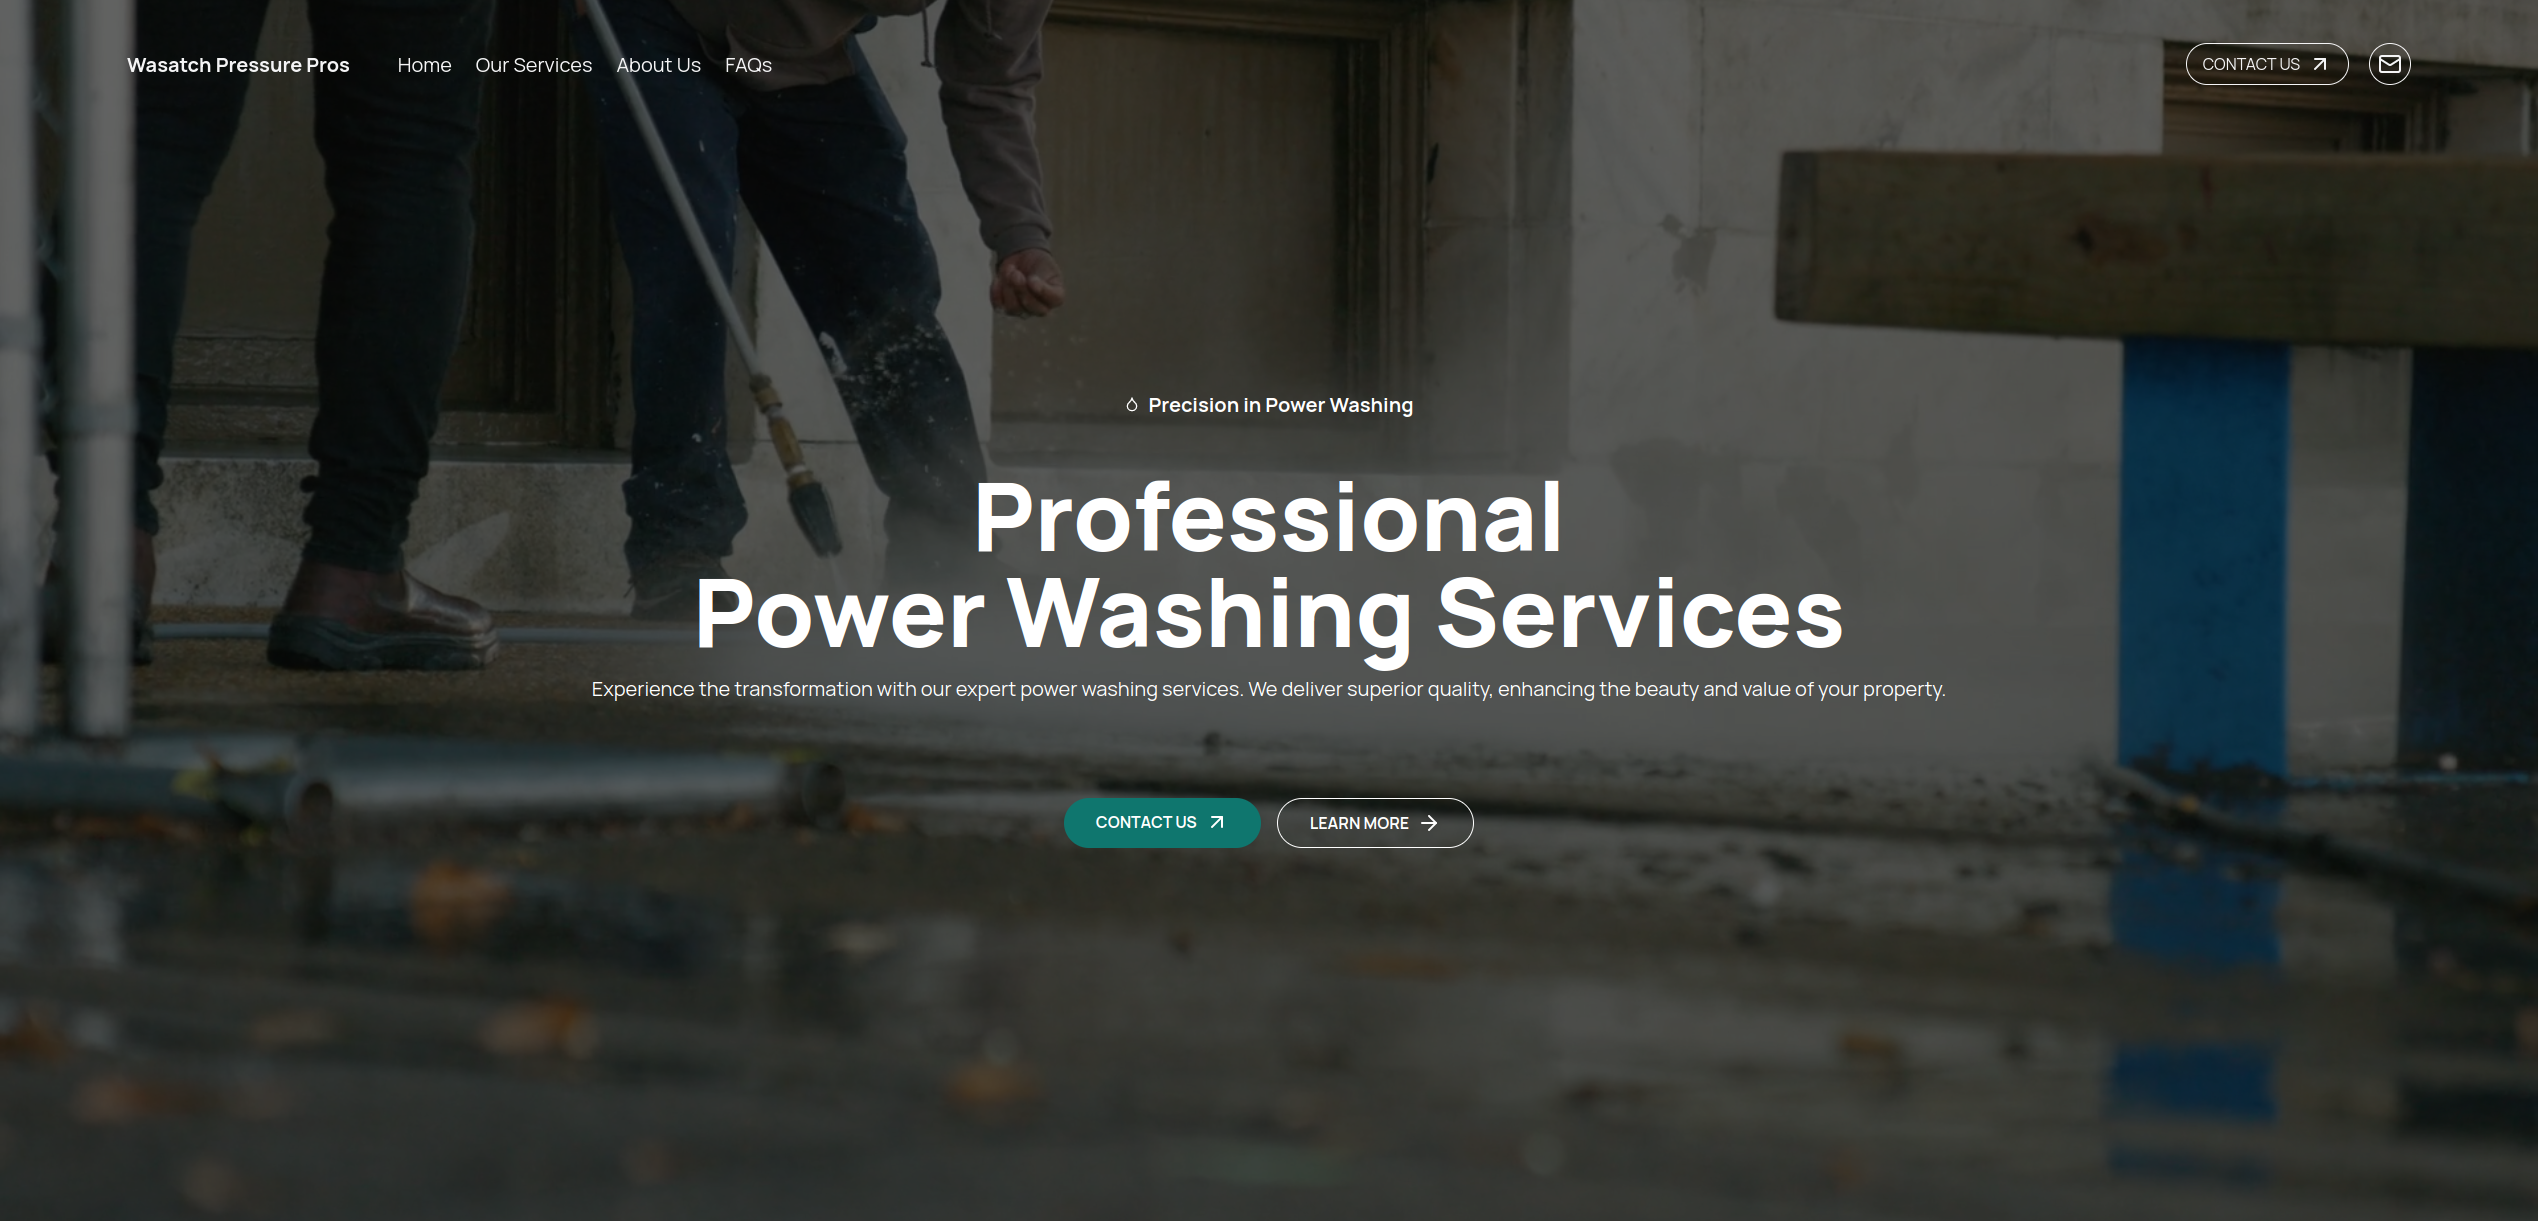 Wasatch Pressure Pros
Home
Our Services
About Us
FAQs
CONTACT US
Precision in Power Washing
Professional
Power Washing Services
Experience the transformation with our expert power washing services. We deliver superior quality, enhancing the beauty and value of your property.
CONTACT US
LEARN MORE